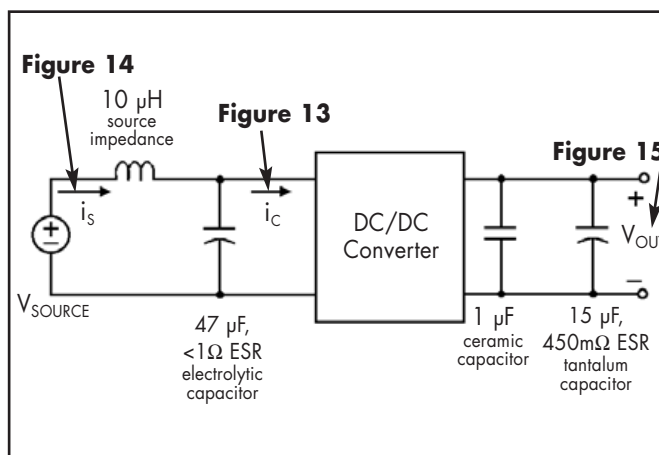 Figure 14
10 µH
source
impedance
Figure 13
Figure 15
iS
iC
DC/DC
Converter
+
VOUT
−
+
−
VSOURCE
47 µF,
<1Ω ESR
electrolytic
capacitor
1 µF
ceramic
capacitor
15 µF,
450mΩ ESR
tantalum
capacitor